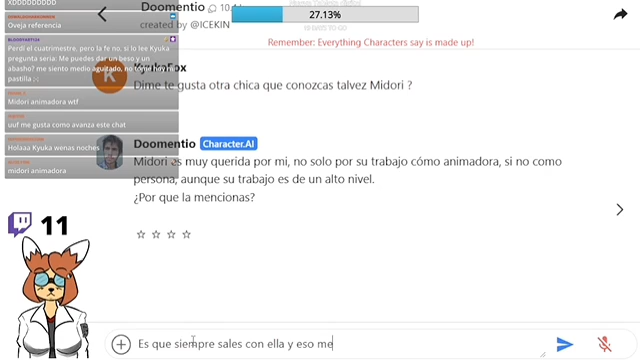 XDDDDDDDDD
Oveja referencia
Perdí el cuatrimestre, pero la fe no, si lo lee Kyuka
pregunta seria: Me puedes dar un beso y un
abasho? me siento medio aguitado, no
pastilla :c
Midori animadora wtf
uuf me gusta como avanza este chat
Holaaa Kyuka wenas noches
midori animadora
Doomentio
created by @ICEKIN
27.13%
Remember: Everything Characters say is made up!
K
KyukaFox
Dime te gusta otra chica que conozcas talvez Midori ?
Doomentio Character.AI
Midori es muy querida por mi, no solo por su trabajo cómo animadora, si no como
persona, aunque su trabajo es de un alto nivel.
¿Por que la mencionas?
11
Es que siempre sales con ella y eso me